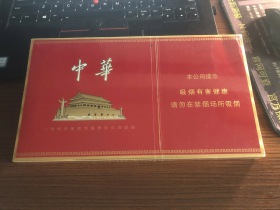 中華
本公司提示
吸烟有害健康
请勿在禁烟场所吸烟